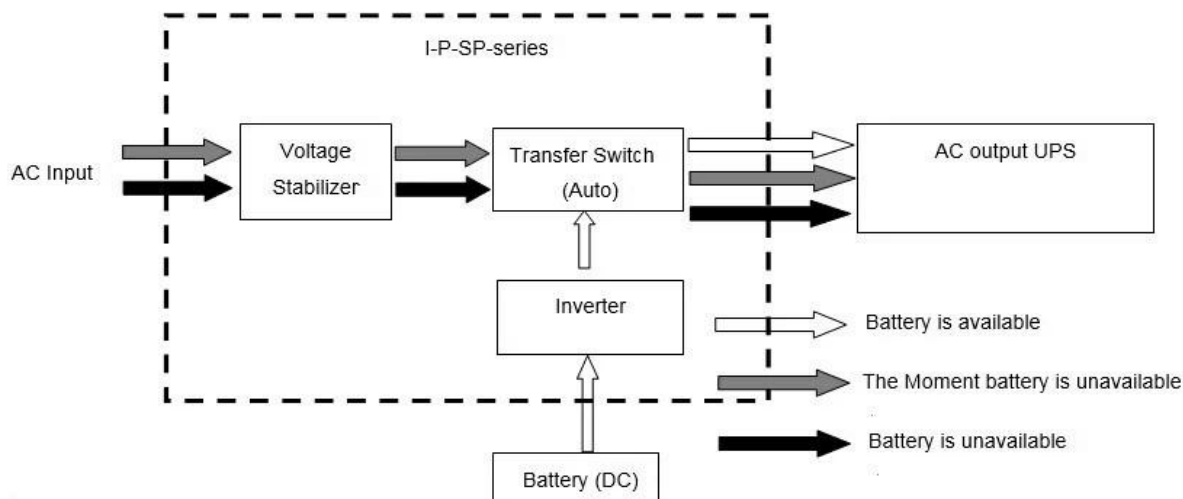 I-P-SP-series
AC Input
Voltage
Stabilizer
Transfer Switch
(Auto)
AC output UPS
Inverter
Battery (DC)
Battery is available
The Moment battery is unavailable
Battery is unavailable